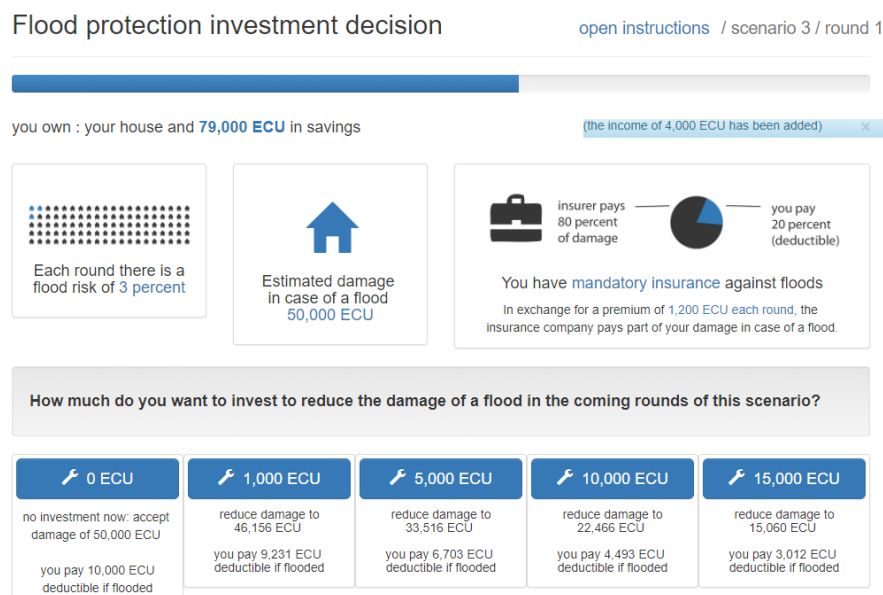 Flood protection investment decision
open instructions / scenario 3 / round 1
you own : your house and 79,000 ECU in savings
(the income of 4,000 ECU has been added) ×
Each round there is a
flood risk of 3 percent
Estimated damage
in case of a flood
50,000 ECU
insurer pays
80 percent
of damage
you pay
20 percent
(deductible)
You have mandatory insurance against floods
In exchange for a premium of 1,200 ECU each round, the
insurance company pays part of your damage in case of a flood.
How much do you want to invest to reduce the damage of a flood in the coming rounds of this scenario?
0 ECU
no investment now: accept
damage of 50,000 ECU
you pay 10,000 ECU
deductible if flooded
1,000 ECU
reduce damage to
46,156 ECU
you pay 9,231 ECU
deductible if flooded
5,000 ECU
reduce damage to
33,516 ECU
you pay 6,703 ECU
deductible if flooded
10,000 ECU
reduce damage to
22,466 ECU
you pay 4,493 ECU
deductible if flooded
15,000 ECU
reduce damage to
15,060 ECU
you pay 3,012 ECU
deductible if flooded